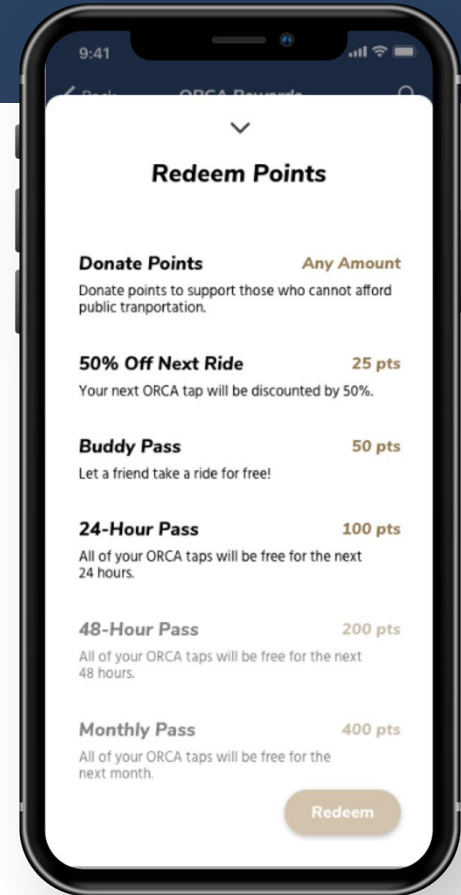 9:41
Redeem Points
Donate Points Any Amount
Donate points to support those who cannot afford
public tranportation.
50% Off Next Ride 25 pts
Your next ORCA tap will be discounted by 50%.
Buddy Pass 50 pts
Let a friend take a ride for free!
24-Hour Pass 100 pts
All of your ORCA taps will be free for the next
24 hours.
48-Hour Pass 200 pts
All of your ORCA taps will be free for the next
48 hours.
Monthly Pass 400 pts
All of your ORCA taps will be free for the
next month.
Redeem